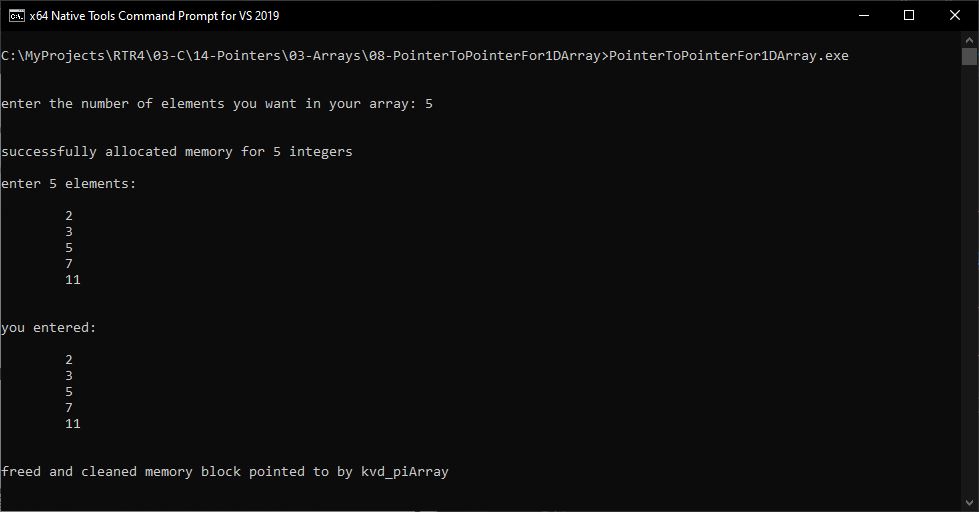 x64 Native Tools Command Prompt for VS 2019
C:\MyProjects\RTR4\03-C\14-Pointers\03-Arrays\08-PointerToPointerFor1DArray>PointerToPointerFor1DArray.exe
enter the number of elements you want in your array: 5
successfully allocated memory for 5 integers
enter 5 elements:
2
3
5
7
11
you entered:
2
3
5
7
11
freed and cleaned memory block pointed to by kvd_piArray